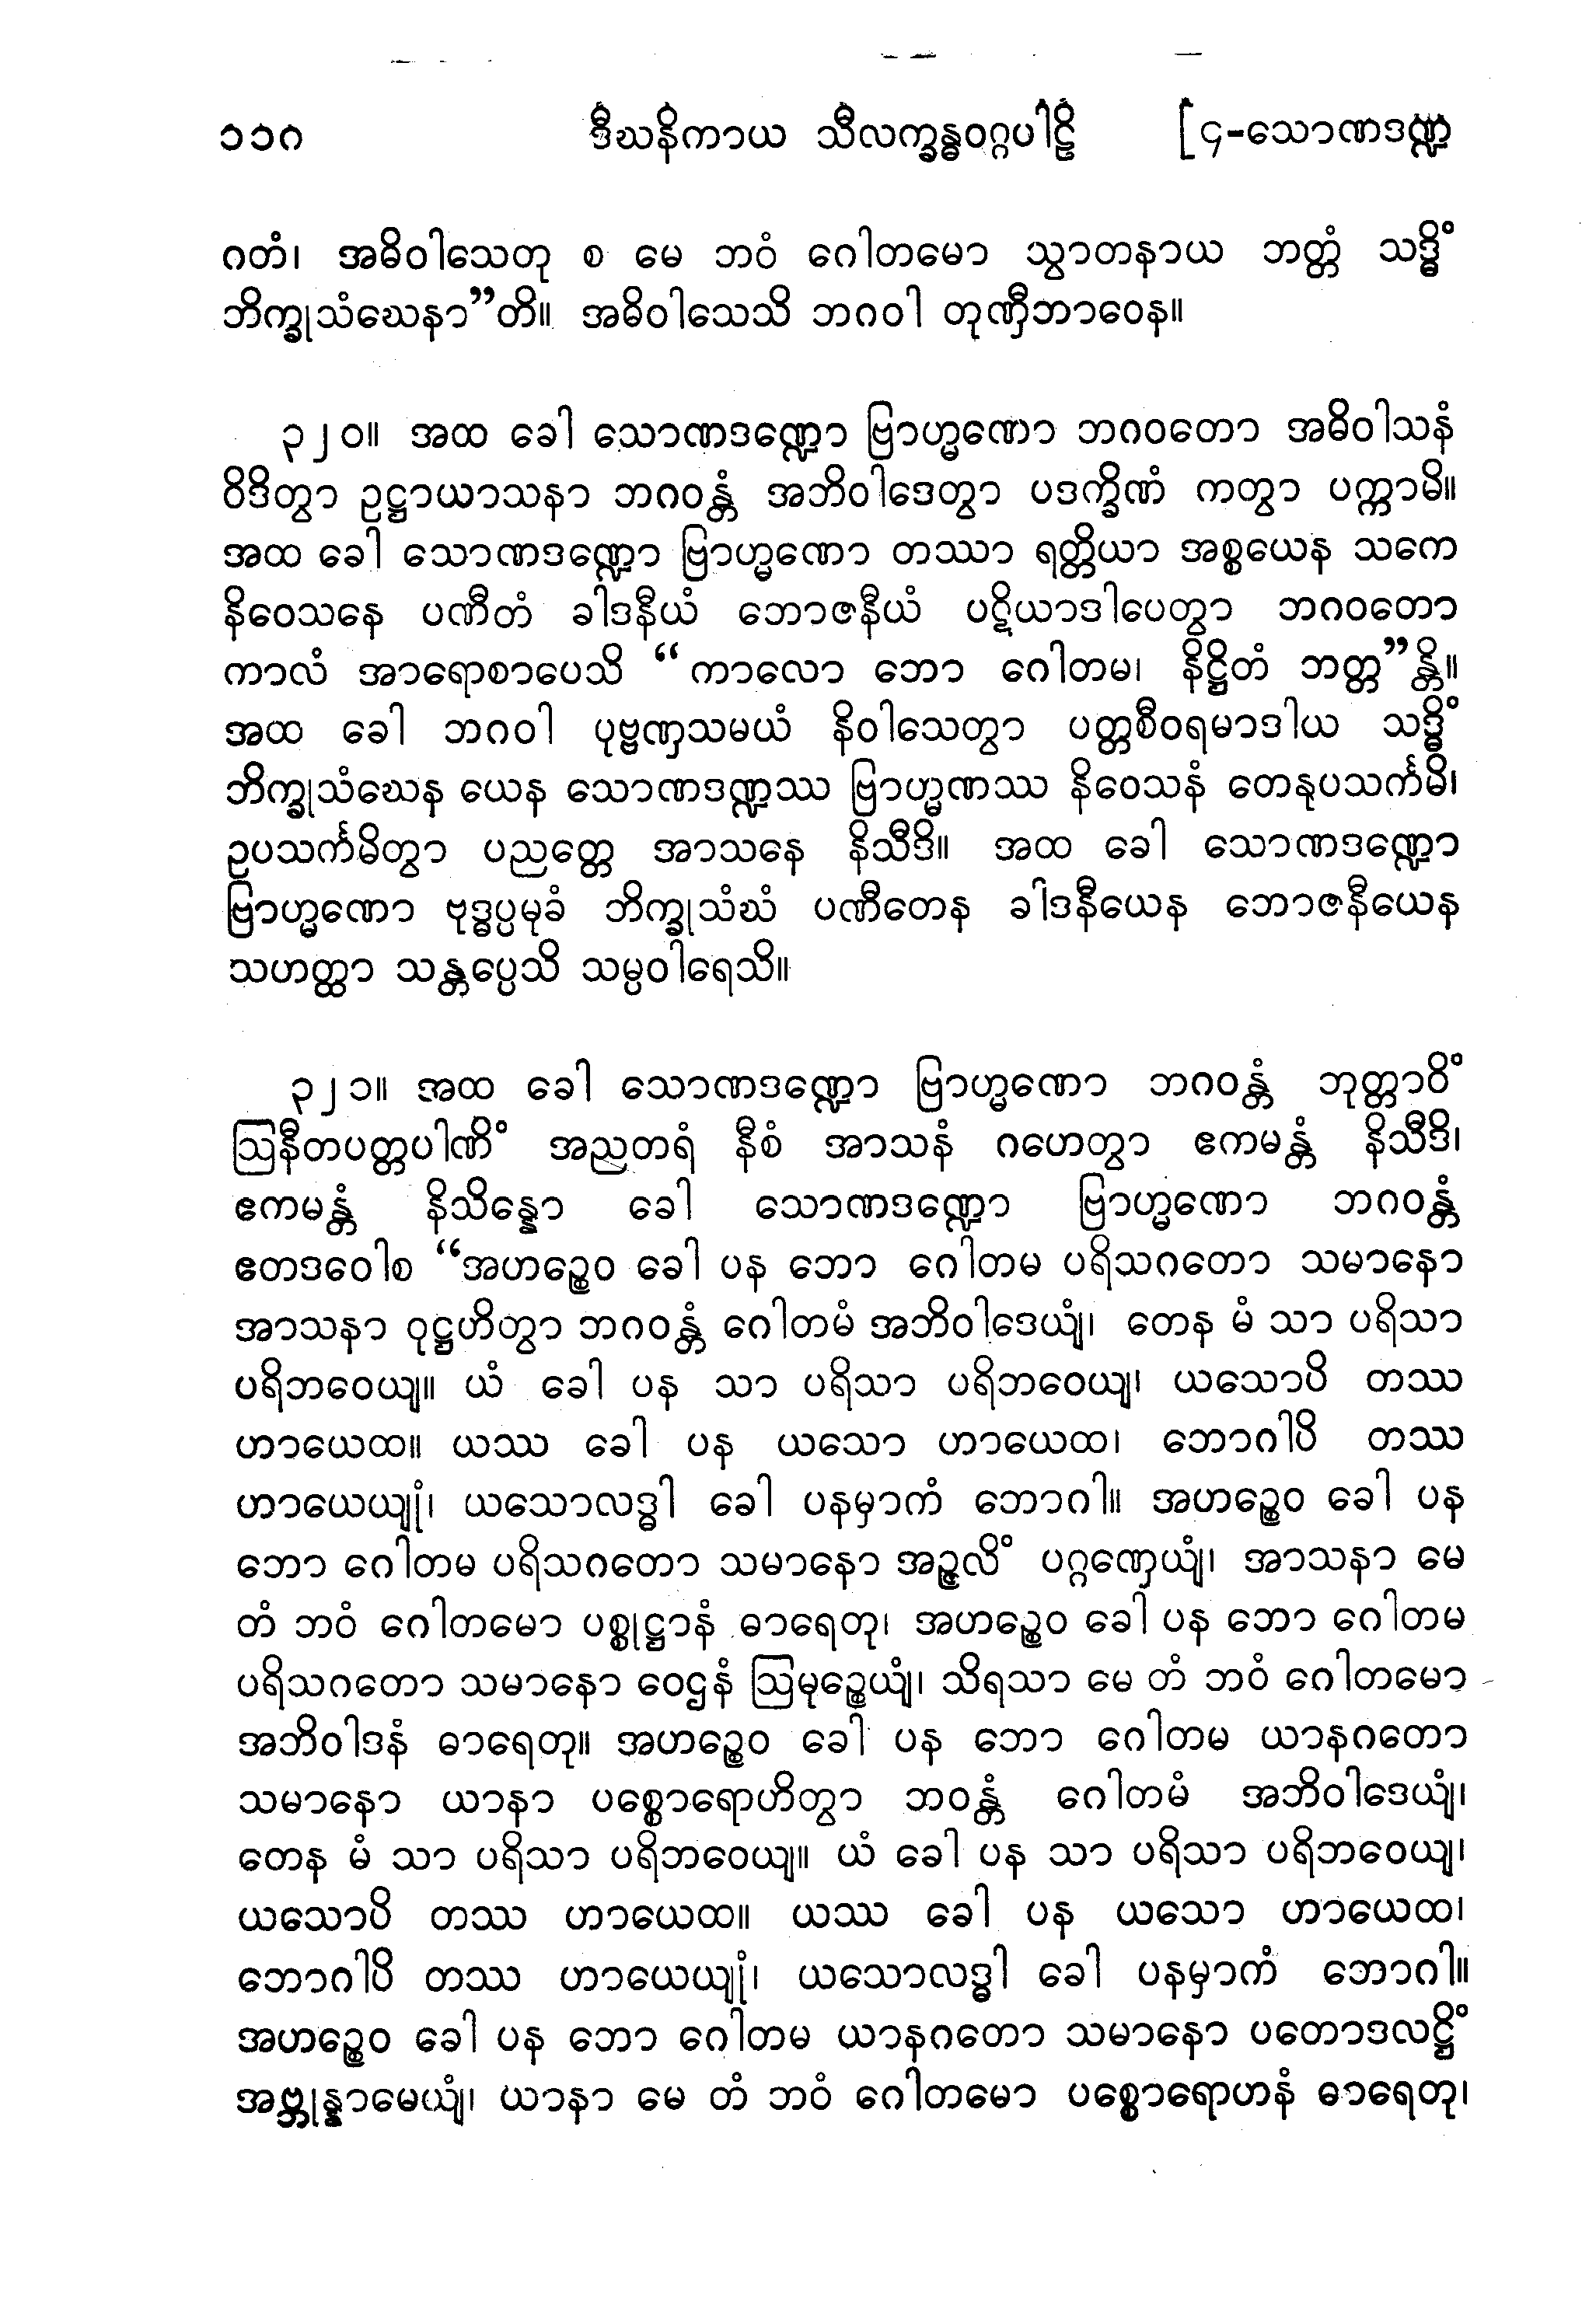 ၁၁၈ ဒီဃနိကာယ သီလက္ခန္ဓဝဂ္ဂပါဠိ [၄-သောဏဒဏ္ဍ
ဂတံ၊ အဓိဝါသေတု စ မေ ဘဝံ ဂေါတမော သွာတနာယ ဘတ္တံ သဒ္ဓိံ
ဘိက္ခုသံဃေနာ”တိ။ အဓိဝါသေသိ ဘဂဝါ တုဏှီဘာဝေန။
၃၂၀။ အထ ခေါ သောဏဒဏ္ဍော ဗြာဟ္မဏော ဘဂဝတော အဓိဝါသနံ
ဝိဒိတွာ ဥဋ္ဌာယာသနာ ဘဂဝန္တံ အဘိဝါဒေတွာ ပဒက္ခိဏံ ကတွာ ပက္ကာမိ။
အထ ခေါ သောဏဒဏ္ဍော ဗြာဟ္မဏော တဿာ ရတ္တိယာ အစ္စယေန သကေ
နိဝေသနေ ပဏီတံ ခါဒနီယံ ဘောဇနီယံ ပဋိယာဒါပေတွာ ဘဂဝတော
ကာလံ အာရောစာပေသိ “ကာလော ဘော ဂေါတမ၊ နိဋ္ဌိတံ ဘတ္တ”န္တိ။
အထ ခေါ ဘဂဝါ ပုဗ္ဗဏှသမယံ နိဝါသေတွာ ပတ္တစီဝရမာဒါယ သဒ္ဓိံ
ဘိက္ခုသံဃေန ယေန သောဏဒဏ္ဍဿ ဗြာဟ္မဏဿ နိဝေသနံ တေနုပသင်္ကမိ၊
ဥပသင်္ကမိတွာ ပညတ္တေ အာသနေ နိသီဒိ။ အထ ခေါ သောဏဒဏ္ဍော
ဗြာဟ္မဏော ဗုဒ္ဓပ္ပမုခံ ဘိက္ခုသံဃံ ပဏီတေန ခါဒနီယေန ဘောဇနီယေန
သဟတ္ထာ သန္တပ္ပေသိ သမ္ပဝါရေသိ။
၃၂၁။ အထ ခေါ သောဏဒဏ္ဍော ဗြာဟ္မဏော ဘဂဝန္တံ ဘုတ္တာဝိံ
ဩနီတပတ္တပါဏိံ အညတရံ နီစံ အာသနံ ဂဟေတွာ ဧကမန္တံ နိသီဒိ၊
ဧကမန္တံ နိသိန္နော ခေါ သောဏဒဏ္ဍော ဗြာဟ္မဏော ဘဂဝန္တံ
ဧတဒဝေါစ “အဟဉ္စေဝ ခေါ ပန ဘော ဂေါတမ ပရိသဂတော သမာနော
အာသနာ ဝုဋ္ဌဟိတွာ ဘဂဝန္တံ ဂေါတမံ အဘိဝါဒေယျံ၊ တေန မံ သာ ပရိသာ
ပရိဘဝေယျ။ ယံ ခေါ ပန သာ ပရိသာ ပရိဘဝေယျ၊ ယသောပိ တဿ
ဟာယေထ။ ယဿ ခေါ ပန ယသော ဟာယေထ၊ ဘောဂါပိ တဿ
ဟာယေယျုံ၊ ယသောလဒ္ဓါ ခေါ ပနမှာကံ ဘောဂါ။ အဟဉ္စေဝ ခေါ ပန
ဘော ဂေါတမ ပရိသဂတော သမာနော အဉ္ဇလိံ ပဂ္ဂဏှေယျံ၊ အာသနာ မေ
တံ ဘဝံ ဂေါတမော ပစ္စုဋ္ဌာနံ ဓာရေတု၊ အဟဉ္စေဝ ခေါ ပန ဘော ဂေါတမ
ပရိသဂတော သမာနော ဝေဌနံ ဩမုဉ္စေယျံ၊ သိရသာ မေ တံ ဘဝံ ဂေါတမော
အဘိဝါဒနံ ဓာရေတု။ အဟဉ္စေဝ ခေါ ပန ဘော ဂေါတမ ယာနဂတော
သမာနော ယာနာ ပစ္စောရောဟိတွာ ဘဝန္တံ ဂေါတမံ အဘိဝါဒေယျံ၊
တေန မံ သာ ပရိသာ ပရိဘဝေယျ။ ယံ ခေါ ပန သာ ပရိသာ ပရိဘဝေယျ၊
ယသောပိ တဿ ဟာယေထ။ ယဿ ခေါ ပန ယသော ဟာယေထ၊
ဘောဂါပိ တဿ ဟာယေယျုံ၊ ယသောလဒ္ဓါ ခေါ ပနမှာကံ ဘောဂါ။
အဟဉ္စေဝ ခေါ ပန ဘော ဂေါတမ ယာနဂတော သမာနော ပတောဒလဋ္ဌိံ
အဗ္ဘုန္နာမေယျံ၊ ယာနာ မေ တံ ဘဝံ ဂေါတမော ပစ္စောရောဟနံ ဓာရေတု၊